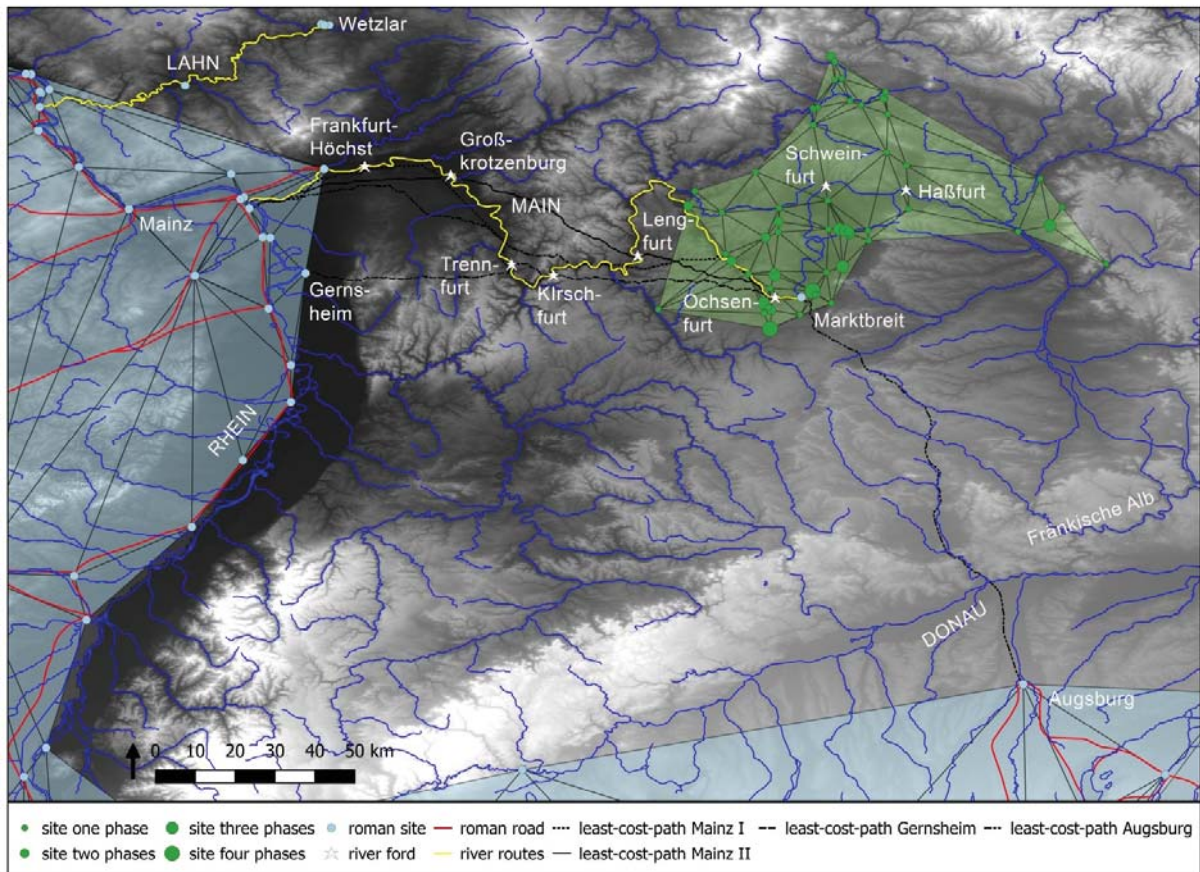 Wetzlar
LAHN
Frankfurt-
Höchst
Groß-
krotzenburg
Schwein-
furt
Haßfurt
MAIN
Mainz
Leng-
furt
Trenn-
furt
KIrsch-
furt
Gerns-
heim
Ochsen-
furt
Marktbreit
RHEIN
Fränkische Alb
DONAU
Augsburg
0 10 20 30 40 50 km
site one phase site three phases roman site roman road least-cost-path Mainz I least-cost-path Gernsheim least-cost-path Augsburg
site two phases site four phases river ford river routes least-cost-path Mainz II